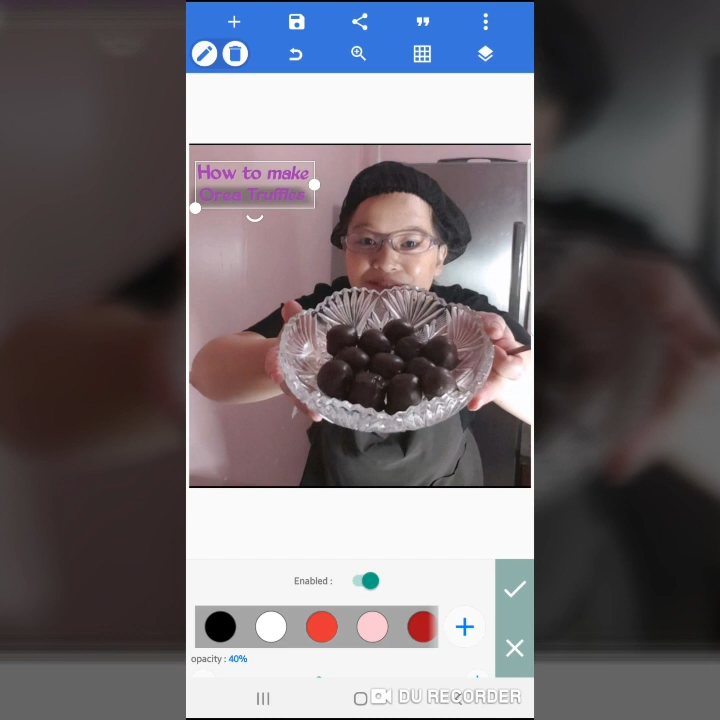 How to make
Oreo Truffles
Enabled :
opacity : 40%
DU RECORDER